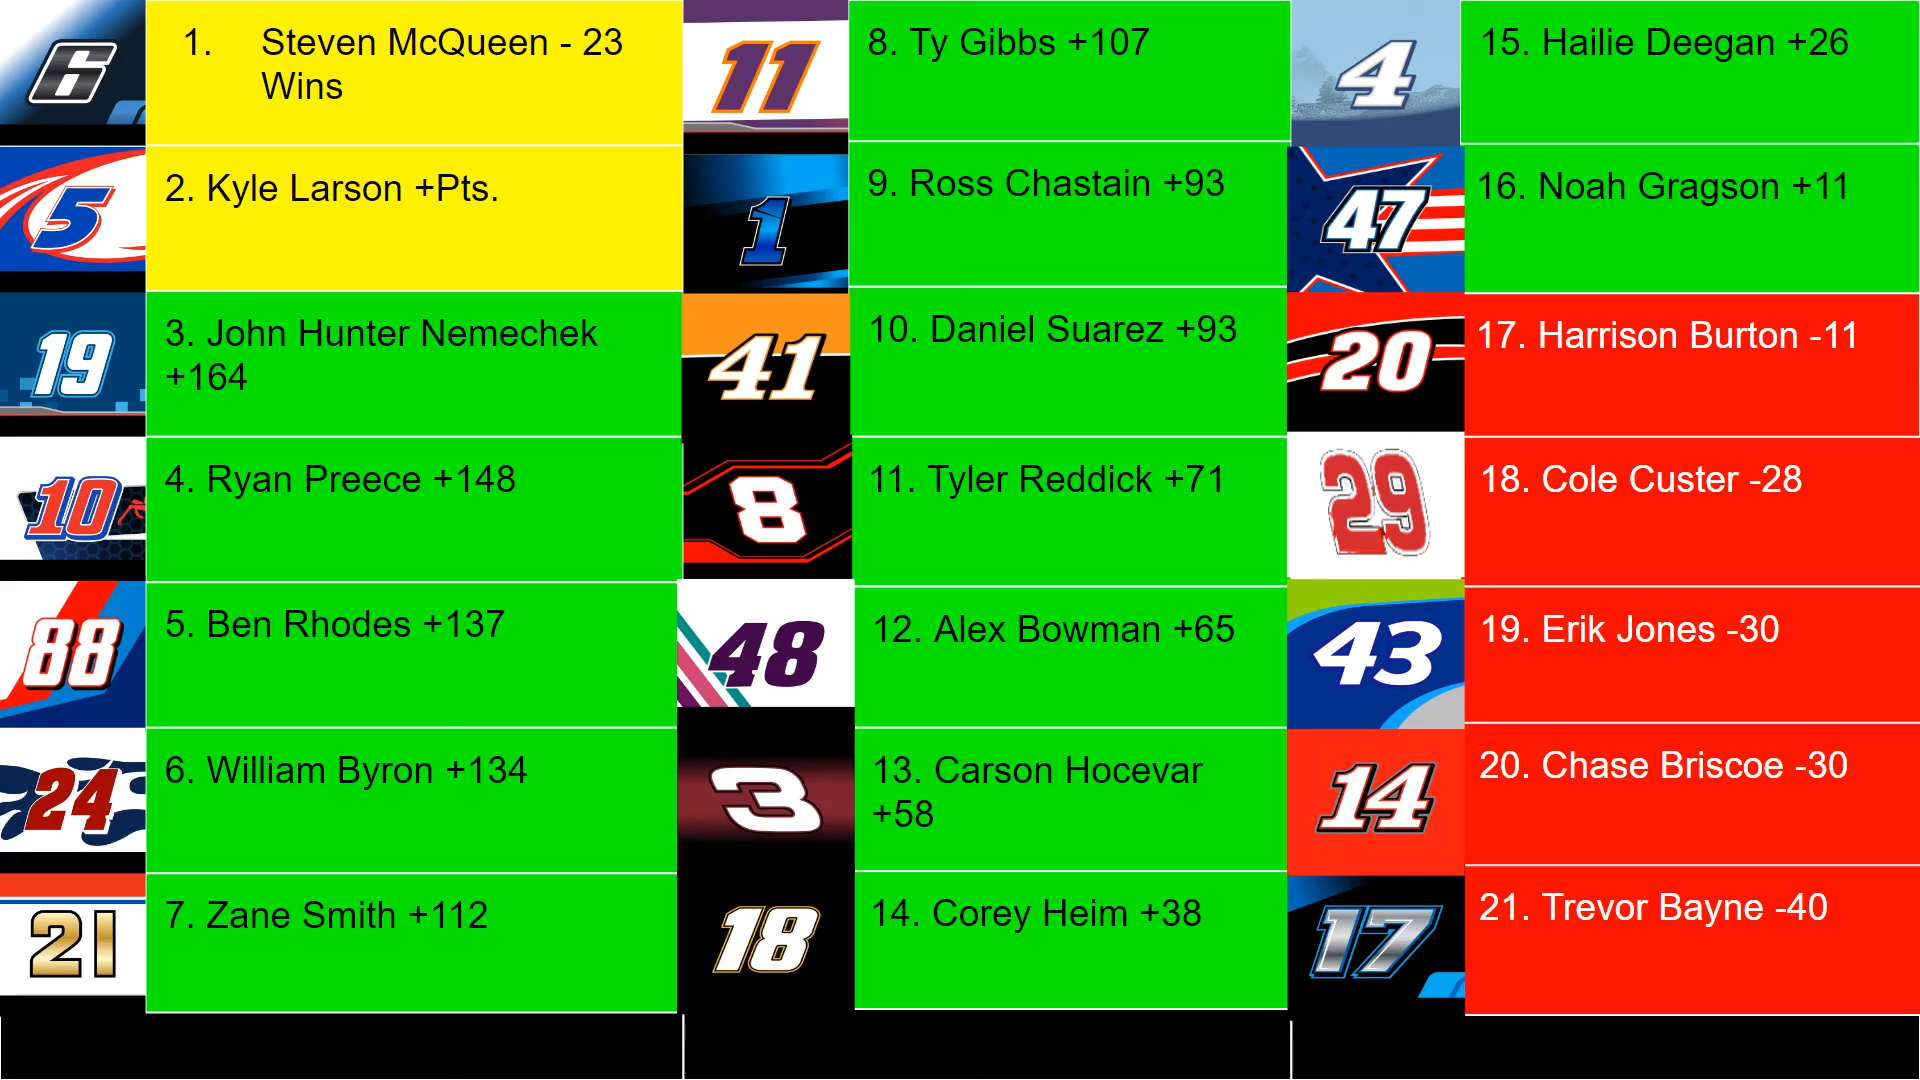 6
1. Steven McQueen - 23
Wins
5
2. Kyle Larson +Pts.
19
3. John Hunter Nemechek
+164
10
4. Ryan Preece +148
88
5. Ben Rhodes +137
24
6. William Byron +134
21
7. Zane Smith +112
11
8. Ty Gibbs +107
1
9. Ross Chastain +93
41
10. Daniel Suarez +93
8
11. Tyler Reddick +71
48
12. Alex Bowman +65
3
13. Carson Hocevar
+58
18
14. Corey Heim +38
4
15. Hailie Deegan +26
47
16. Noah Gragson +11
20
17. Harrison Burton -11
29
18. Cole Custer -28
43
19. Erik Jones -30
14
20. Chase Briscoe -30
17
21. Trevor Bayne -40